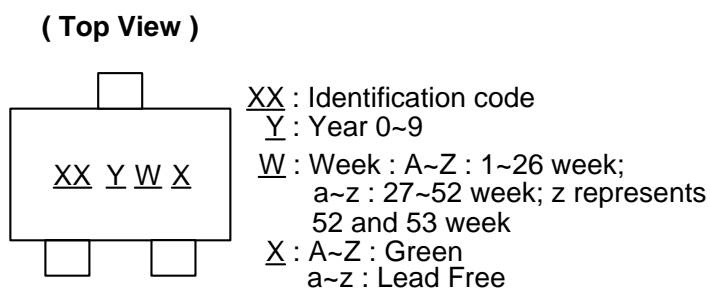 ( Top View )
XX Y W X
XX : Identification code
Y : Year 0~9
W : Week : A~Z : 1~26 week;
a~z : 27~52 week; z represents
52 and 53 week
X : A~Z : Green
a~z : Lead Free